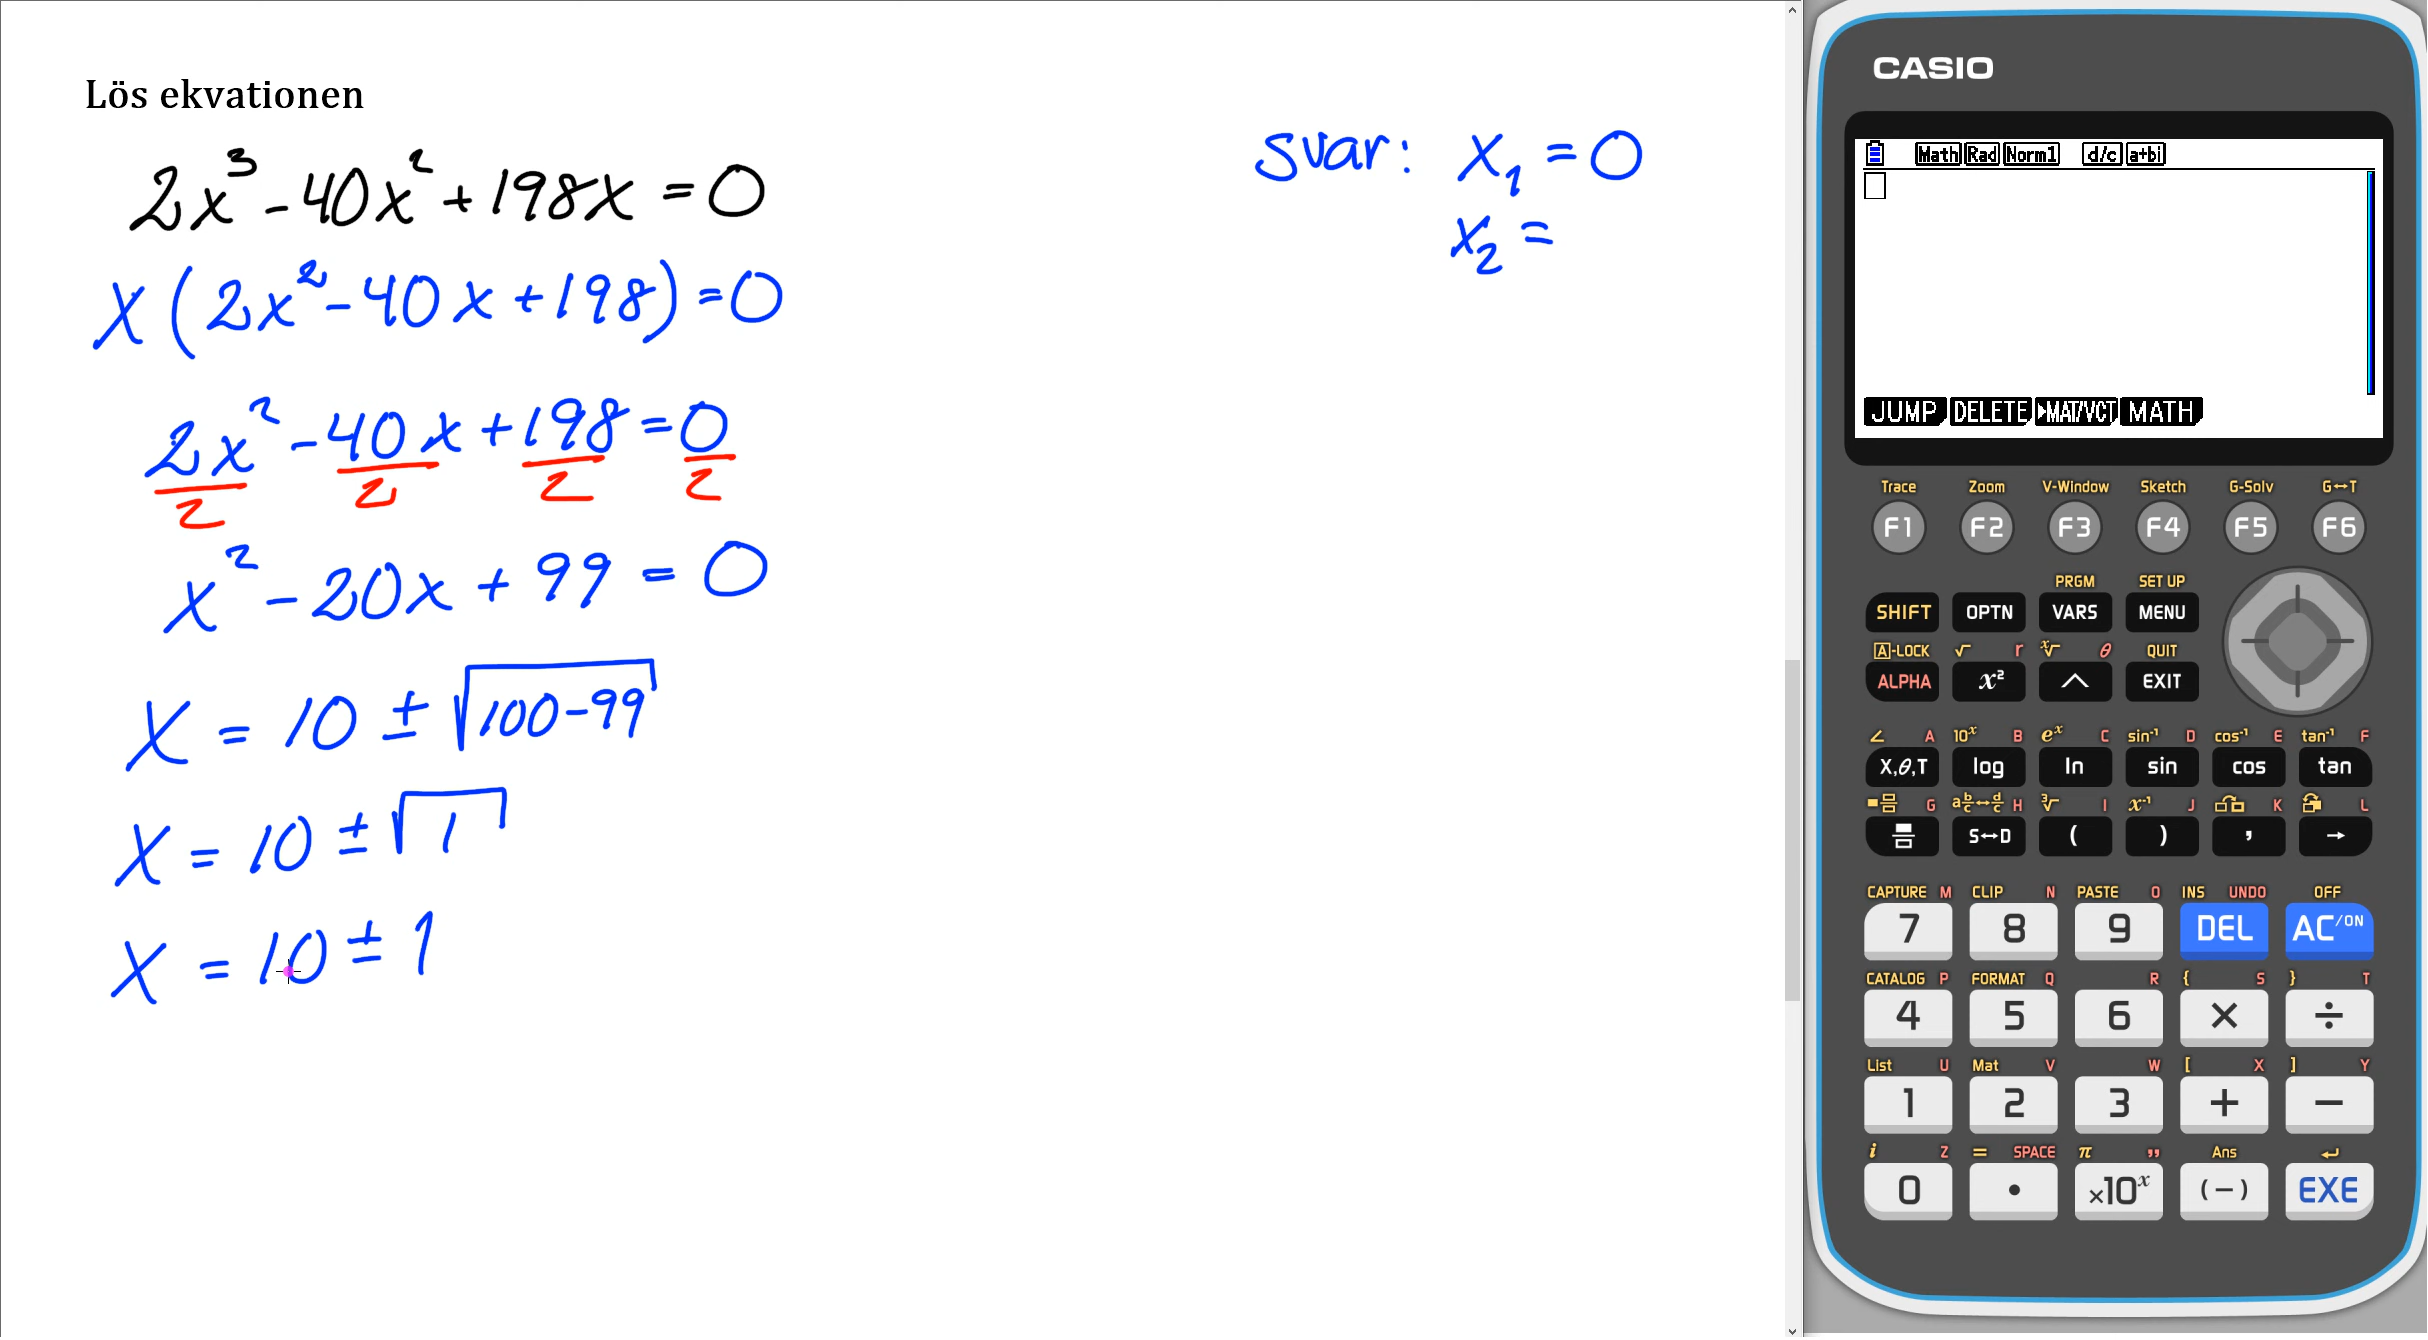 Lös ekvationen
2x³ - 40x² + 198x = 0
x(2x² - 40x + 198) = 0
2x²/2 - 40x/2 + 198/2 = 0/2
x² - 20x + 99 = 0
x = 10 ± √(100-99)
x = 10 ± √1
x = 10 ± 1
svar: x₁ = 0
x₂ =
CASIO
Math Rad Norm1 d/c a+bi
JUMP DELETE ▶MAT/VCT MATH
Trace Zoom V-Window Sketch G-Solv G↔T
F1 F2 F3 F4 F5 F6
PRGM SET UP
SHIFT OPTN VARS MENU
A-LOCK √ r ˣ√ θ QUIT
ALPHA x² ^ EXIT
∠ A 10ˣ B eˣ C sin⁻¹ D cos⁻¹ E tan⁻¹ F
X,θ,T log ln sin cos tan
G a b/c↔d/c H ³√ I x⁻¹ J K L
S↔D ( ) , →
CAPTURE M CLIP N PASTE O INS UNDO OFF
7 8 9 DEL AC/ON
CATALOG P FORMAT Q R { S } T
4 5 6 × ÷
List U Mat V W [ X ] Y
1 2 3 + −
i Z = SPACE π " Ans ↵
0 • ×10ˣ (−) EXE